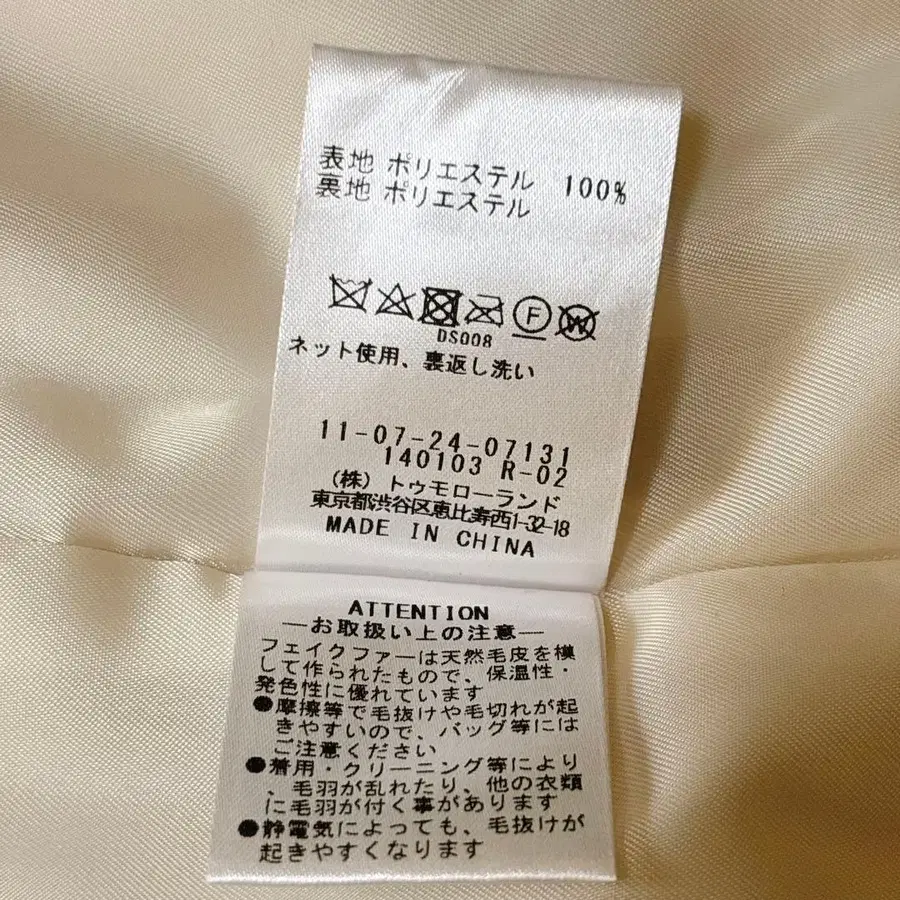 表地 ポリエステル 100%
裏地 ポリエステル
F W
DS008
ネット使用、裏返し洗い
11-07-24-07131
140103 R-02
(株) トゥモローランド
東京都渋谷区恵比寿西1-32-18
MADE IN CHINA
ATTENTION
―お取扱い上の注意―
フェイクファーは天然毛皮を模
して作られたもので、保温性・
発色性に優れています
●摩擦等で毛抜けや毛切れが起
きやすいので、バッグ等には
ご注意ください
●着用・クリーニング等により
、毛羽が乱れたり、他の衣類
に毛羽が付く事があります
●静電気によっても、毛抜けが
起きやすくなります